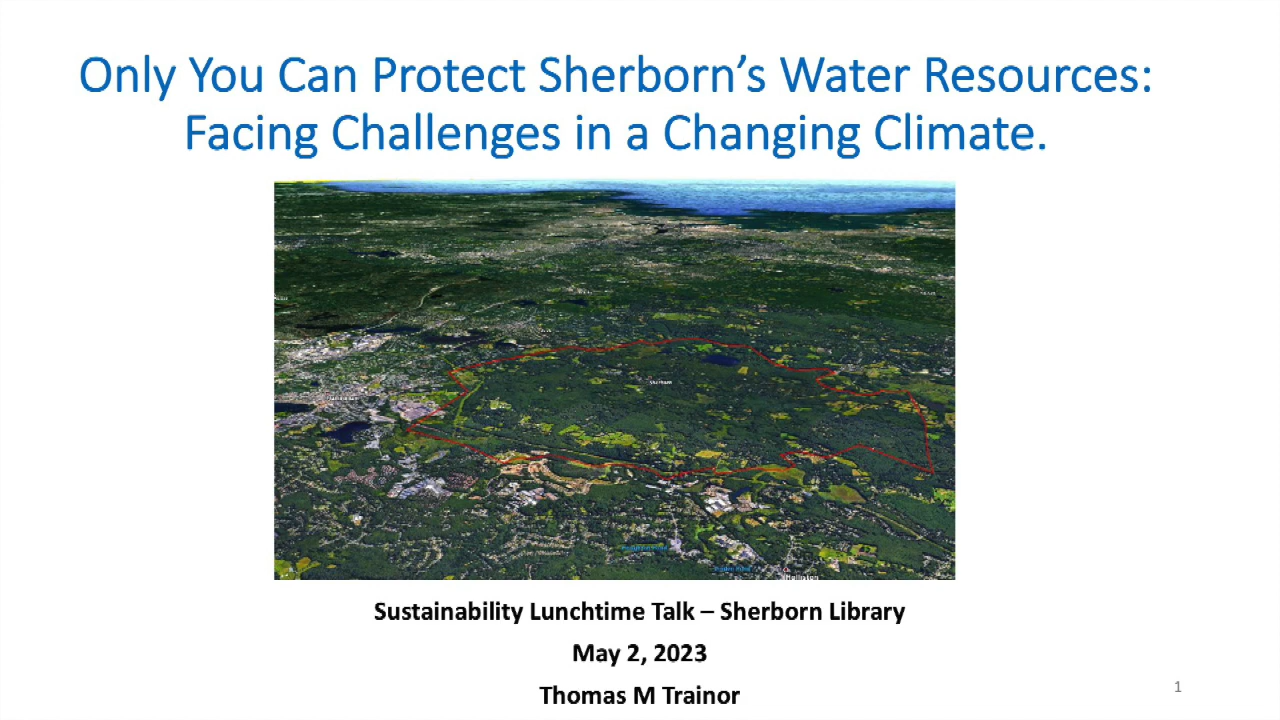 Only You Can Protect Sherborn’s Water Resources:
Facing Challenges in a Changing Climate.
Holliston
Sustainability Lunchtime Talk – Sherborn Library
May 2, 2023
Thomas M Trainor
1